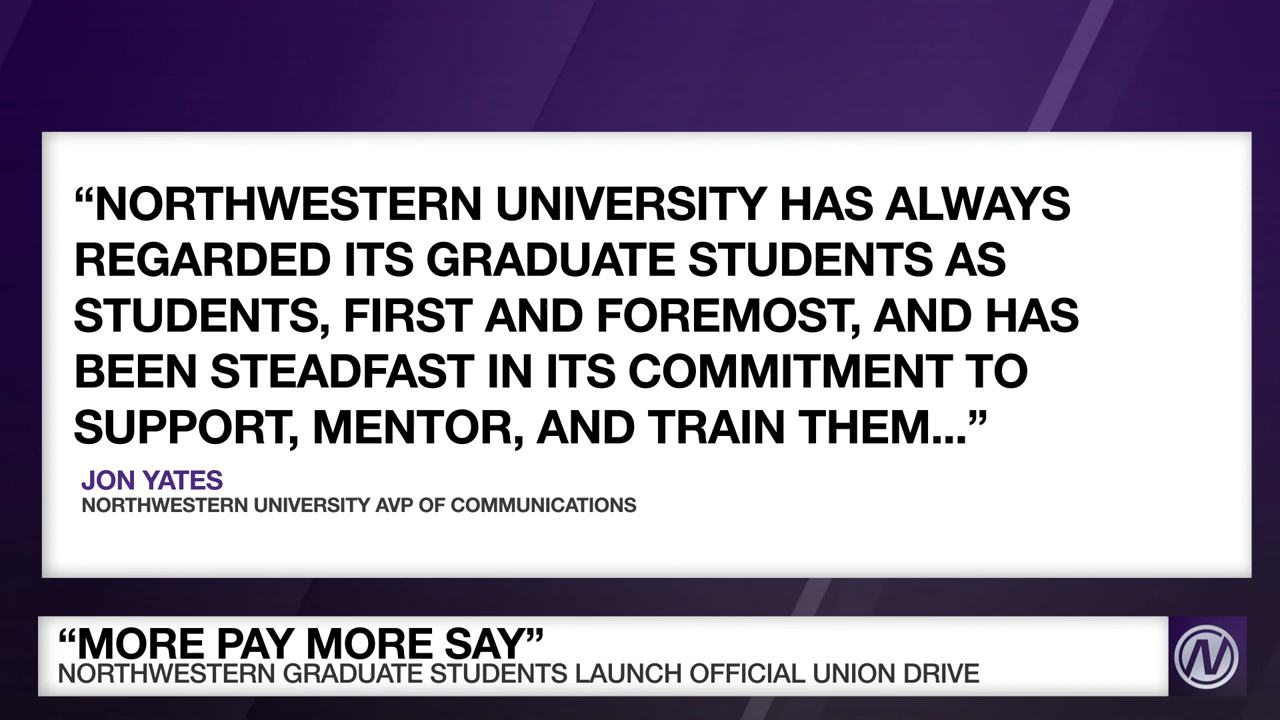 “NORTHWESTERN UNIVERSITY HAS ALWAYS
REGARDED ITS GRADUATE STUDENTS AS
STUDENTS, FIRST AND FOREMOST, AND HAS
BEEN STEADFAST IN ITS COMMITMENT TO
SUPPORT, MENTOR, AND TRAIN THEM...”
JON YATES
NORTHWESTERN UNIVERSITY AVP OF COMMUNICATIONS
“MORE PAY MORE SAY”
NORTHWESTERN GRADUATE STUDENTS LAUNCH OFFICIAL UNION DRIVE
N